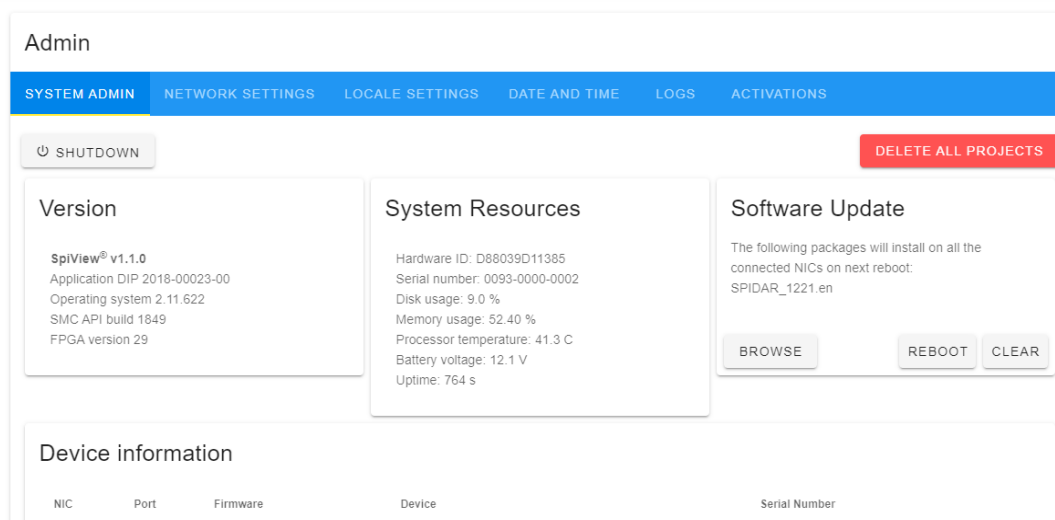 Admin
SYSTEM ADMIN NETWORK SETTINGS LOCALE SETTINGS DATE AND TIME LOGS ACTIVATIONS
SHUTDOWN DELETE ALL PROJECTS
Version
SpiView® v1.1.0
Application DIP 2018-00023-00
Operating system 2.11.622
SMC API build 1849
FPGA version 29
System Resources
Hardware ID: D88039D11385
Serial number: 0093-0000-0002
Disk usage: 9.0 %
Memory usage: 52.40 %
Processor temperature: 41.3 C
Battery voltage: 12.1 V
Uptime: 764 s
Software Update
The following packages will install on all the
connected NICs on next reboot:
SPIDAR_1221.en
BROWSE REBOOT CLEAR
Device information
NIC Port Firmware Device Serial Number